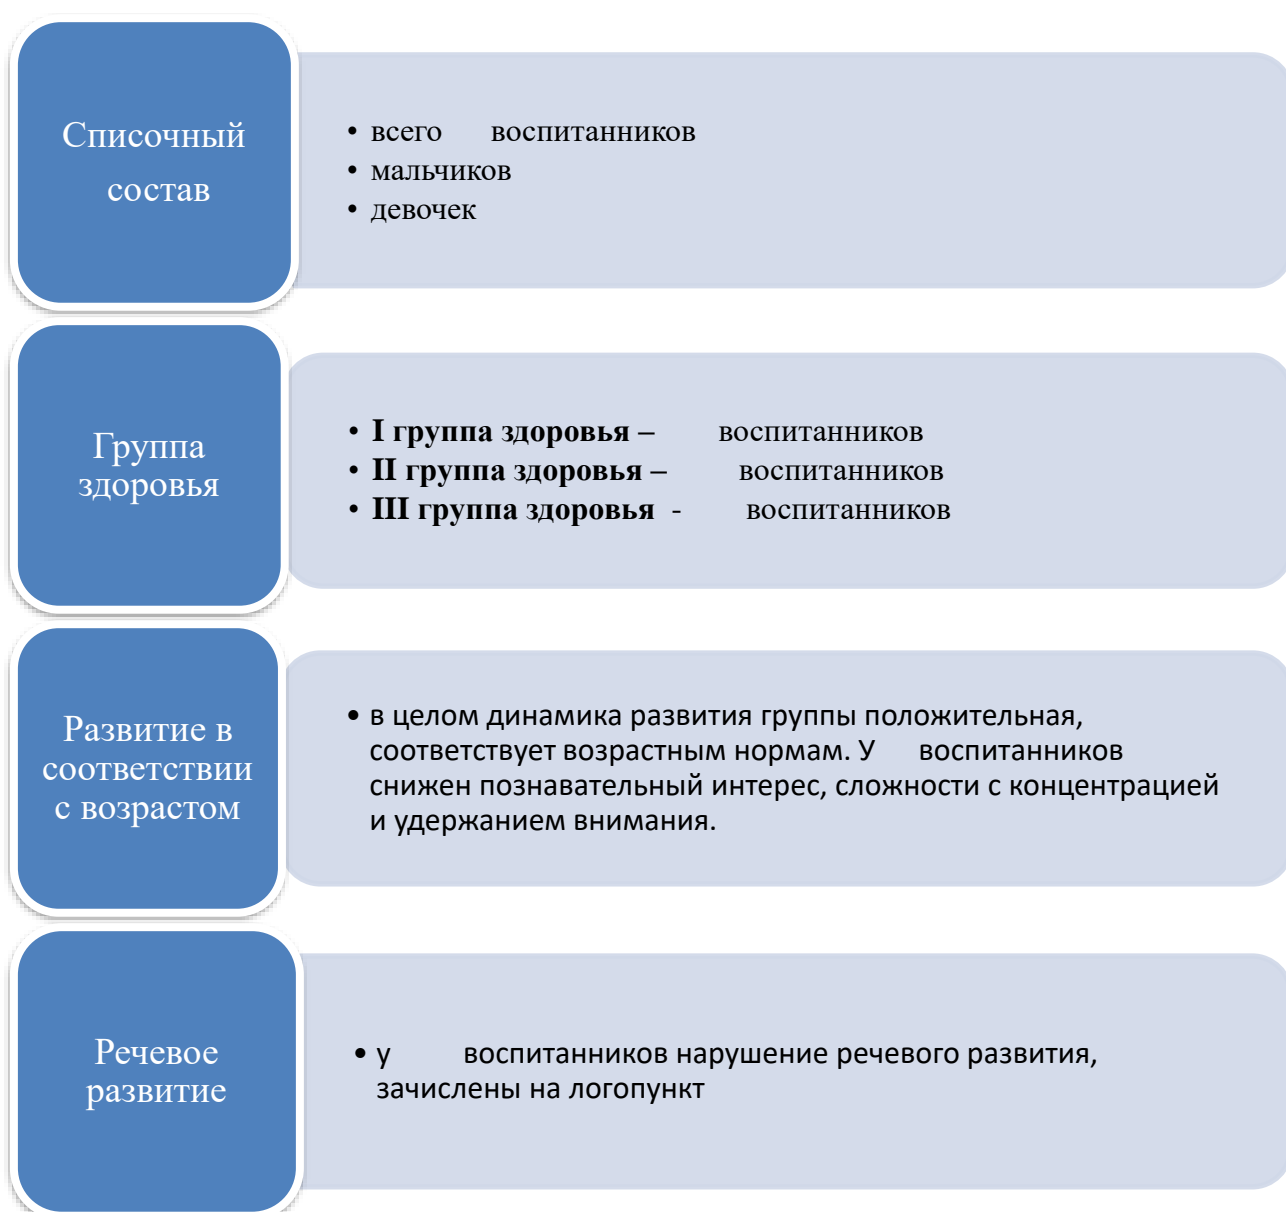 Списочный
состав
• всего воспитанников
• мальчиков
• девочек
Группа
здоровья
• I группа здоровья – воспитанников
• II группа здоровья – воспитанников
• III группа здоровья - воспитанников
Развитие в
соответствии
с возрастом
• в целом динамика развития группы положительная,
соответствует возрастным нормам. У воспитанников
снижен познавательный интерес, сложности с концентрацией
и удержанием внимания.
Речевое
развитие
• у воспитанников нарушение речевого развития,
зачислены на логопункт